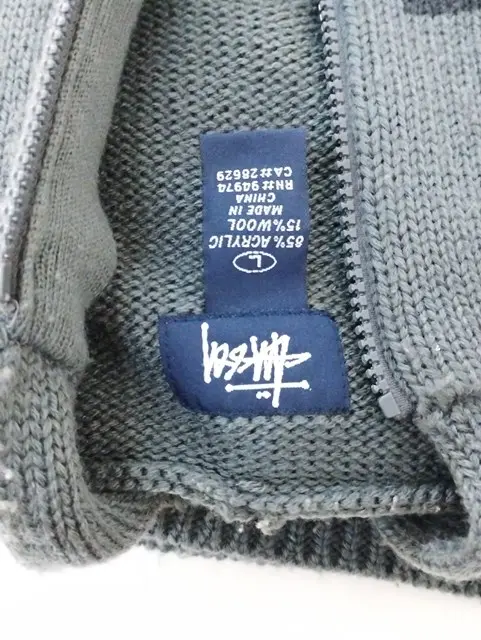 Stüssy
L
85% ACRYLIC
15% WOOL
MADE IN
CHINA
RN# 94974
CA# 28629